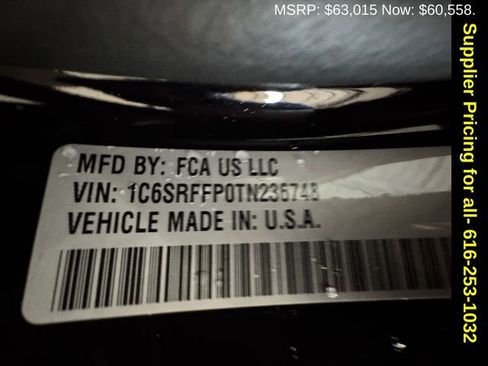 MSRP: $63,015 Now: $60,558.
MFD BY: FCA US LLC
VIN: 1C6SRFFP0TN235748
VEHICLE MADE IN: U.S.A.
Supplier Pricing for all- 616-253-1032